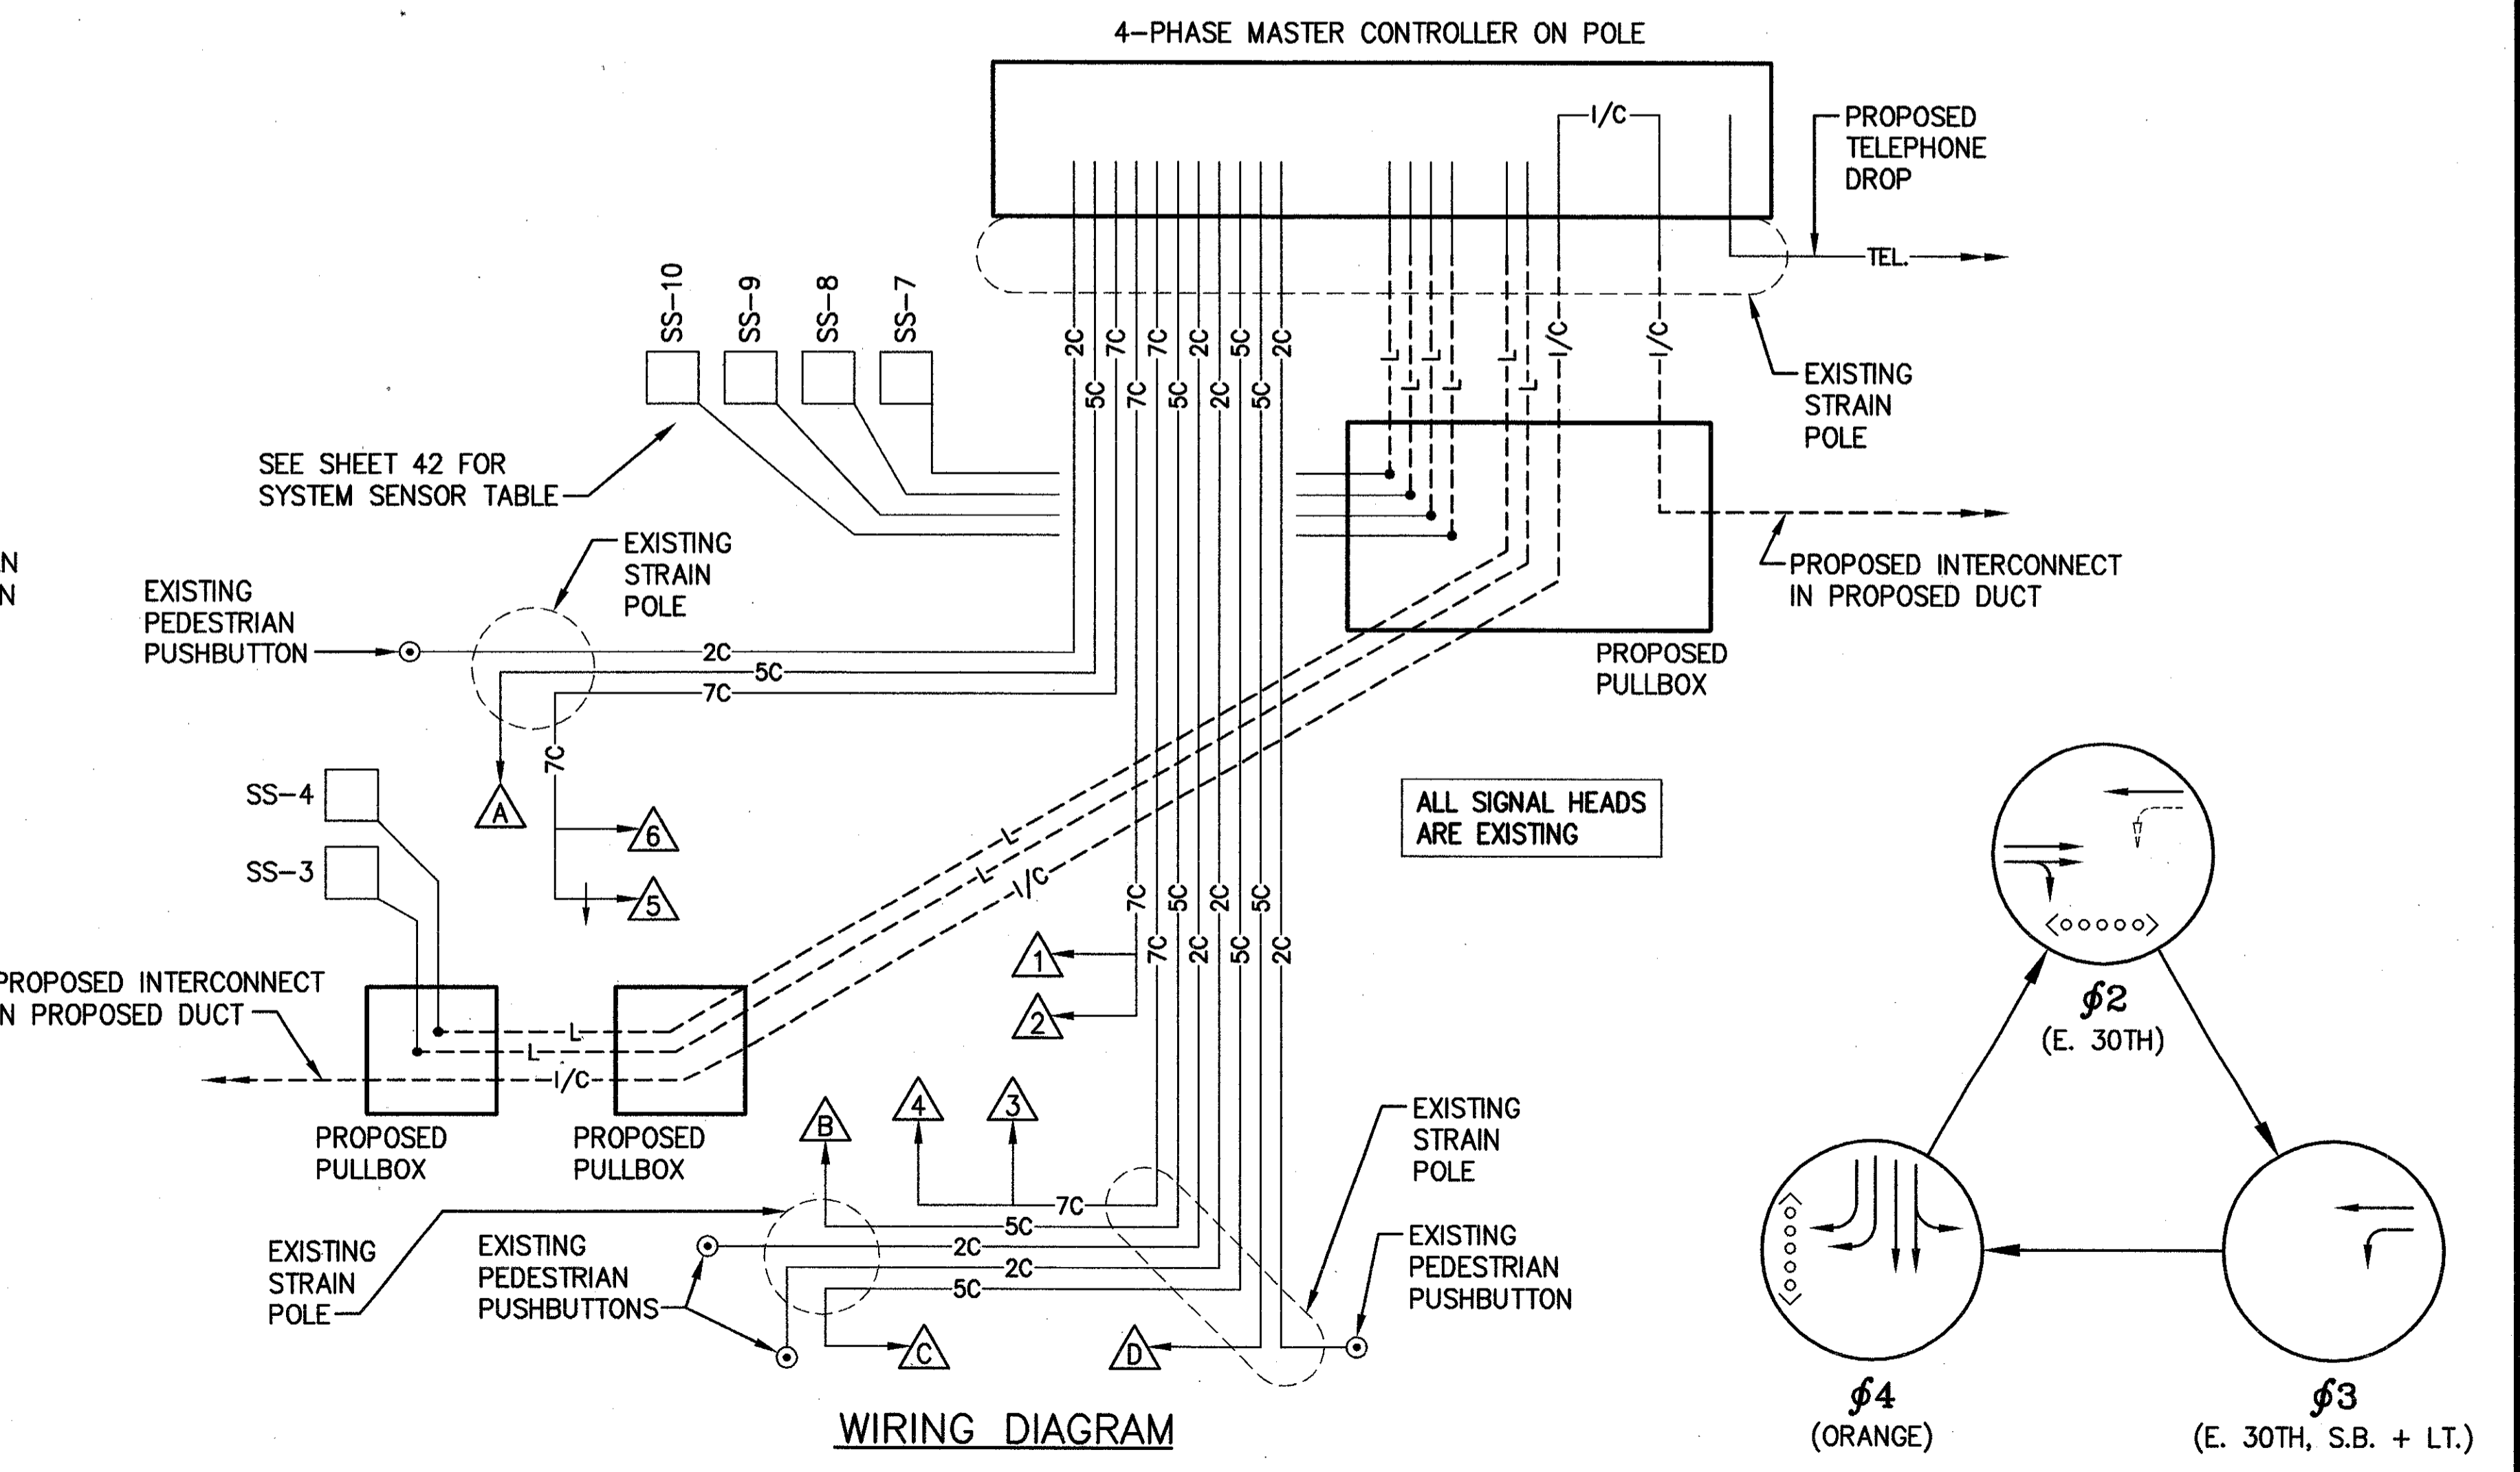 4-PHASE MASTER CONTROLLER ON POLE
I/C
PROPOSED
TELEPHONE
DROP
TEL.
SS-10
SS-9
SS-8
SS-7
2C
7C
7C
2C
5C
2C
5C
7C
5C
2C
5C
L
L
L
I/C
I/C
L
L
L
EXISTING
STRAIN
POLE
SEE SHEET 42 FOR
SYSTEM SENSOR TABLE
EXISTING
STRAIN
POLE
EXISTING
PEDESTRIAN
PUSHBUTTON
2C
5C
7C
7C
PROPOSED INTERCONNECT
IN PROPOSED DUCT
PROPOSED
PULLBOX
SS-4
SS-3
A
6
5
L
L
I/C
ALL SIGNAL HEADS
ARE EXISTING
7C
5C
2C
5C
7C
2C
5C
2C
1
2
PROPOSED INTERCONNECT
N PROPOSED DUCT
L
L
I/C
PROPOSED
PULLBOX
PROPOSED
PULLBOX
B
4
3
7C
5C
2C
2C
5C
EXISTING
STRAIN
POLE
EXISTING
PEDESTRIAN
PUSHBUTTONS
C
D
EXISTING
STRAIN
POLE
EXISTING
PEDESTRIAN
PUSHBUTTON
WIRING DIAGRAM
∮2
(E. 30TH)
∮4
(ORANGE)
∮3
(E. 30TH, S.B. + LT.)